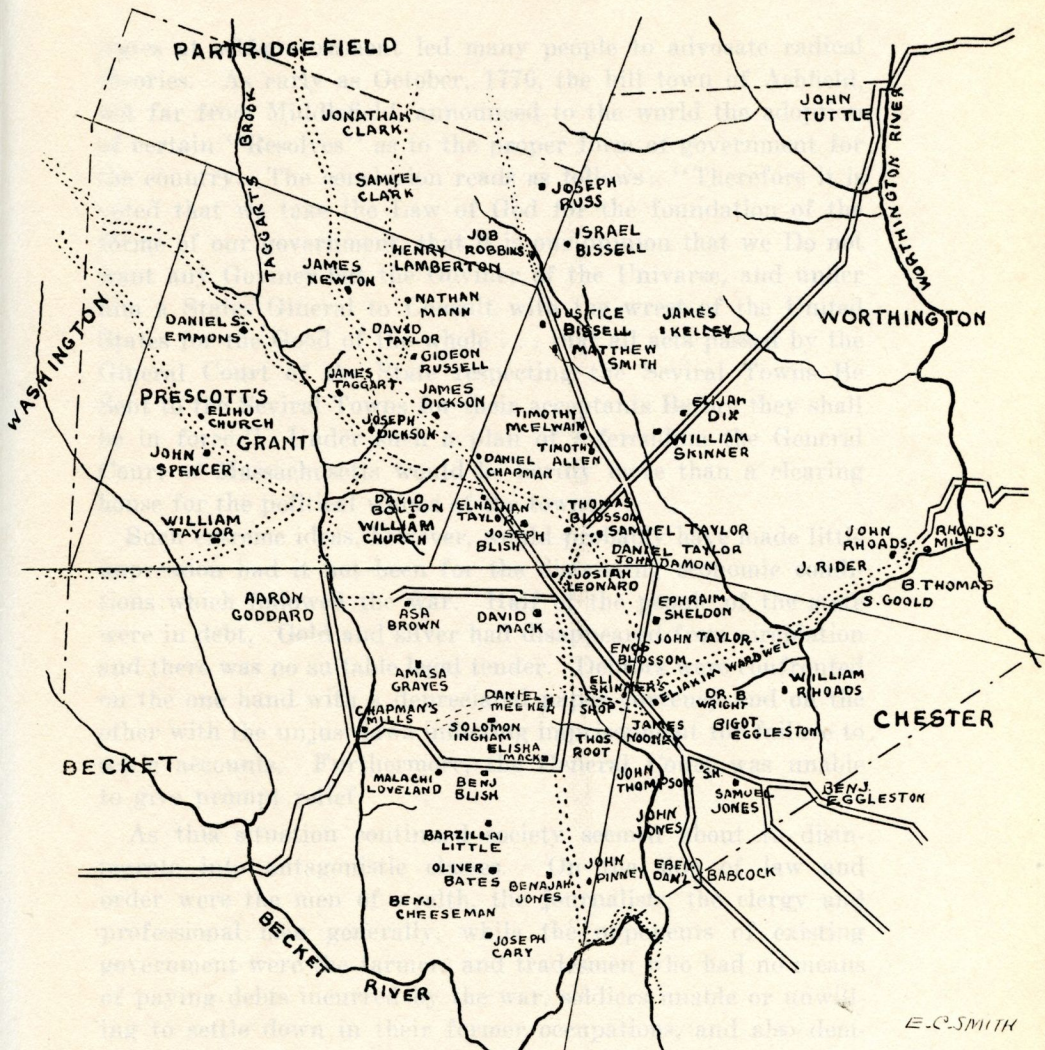 PARTRIDGEFIELD
JOHN
TUTTLE
WORTHINGTON RIVER
JONATHAN
CLARK
TAGGART'S BROOK
SAMUEL
CLARK
JOSEPH
RUSS
JOB
ROBBINS
ISRAEL
BISSELL
HENRY
LAMBERTON
JAMES
NEWTON
NATHAN
MANN
JUSTICE
BISSELL
JAMES
KELLEY
WORTHINGTON
WASHINGTON
DANIEL S.
EMMONS
DAVID
TAYLOR
MATTHEW
SMITH
GIDEON
RUSSELL
JAMES
TAGGART
JAMES
DICKSON
PRESCOTT'S
GRANT
ELIHU
CHURCH
ELIJAH
DIX
JOSEPH
DICKSON
TIMOTHY
MCELWAIN
WILLIAM
SKINNER
JOHN
SPENCER
TIMOTHY
ALLEN
DANIEL
CHAPMAN
DAVID
BOLTON
ELNATHAN
TAYLOR
THOMAS
BLOSSOM
WILLIAM
TAYLOR
WILLIAM
CHURCH
JOSEPH
BLISH
SAMUEL TAYLOR
DANIEL TAYLOR
JOHN DAMON
JOHN
RHOADS
RHOADS'S
MILL
J. RIDER
B. THOMAS
S. GOOLD
JOSIAH
LEONARD
AARON
GODDARD
ASA
BROWN
DAVID
MACK
EPHRAIM
SHELDON
JOHN TAYLOR
ENOS
BLOSSOM
ELIAKIM WARDWELL
AMASA
GRAVES
ELI
SKINNER'S
SHOP
DANIEL
MEEKER
DR. B.
WRIGHT
WILLIAM
RHOADS
CHAPMAN'S
MILLS
SOLOMON
INGHAM
BIGOT
EGGLESTON
CHESTER
JAMES
NOONEY
THOS.
ROOT
ELISHA
MACK
BECKET
MALACHI
LOVELAND
BENJ.
BLISH
JOHN
THOMPSON
S.H.
SAMUEL
JONES
BENJ.
EGGLESTON
JOHN
JONES
BARZILLAI
LITTLE
OLIVER
BATES
JOHN
PINNEY
EBEN
DAN'L
BABCOCK
BENAJAH
JONES
BENJ.
CHEESEMAN
BECKET
RIVER
JOSEPH
CARY
E.C. SMITH